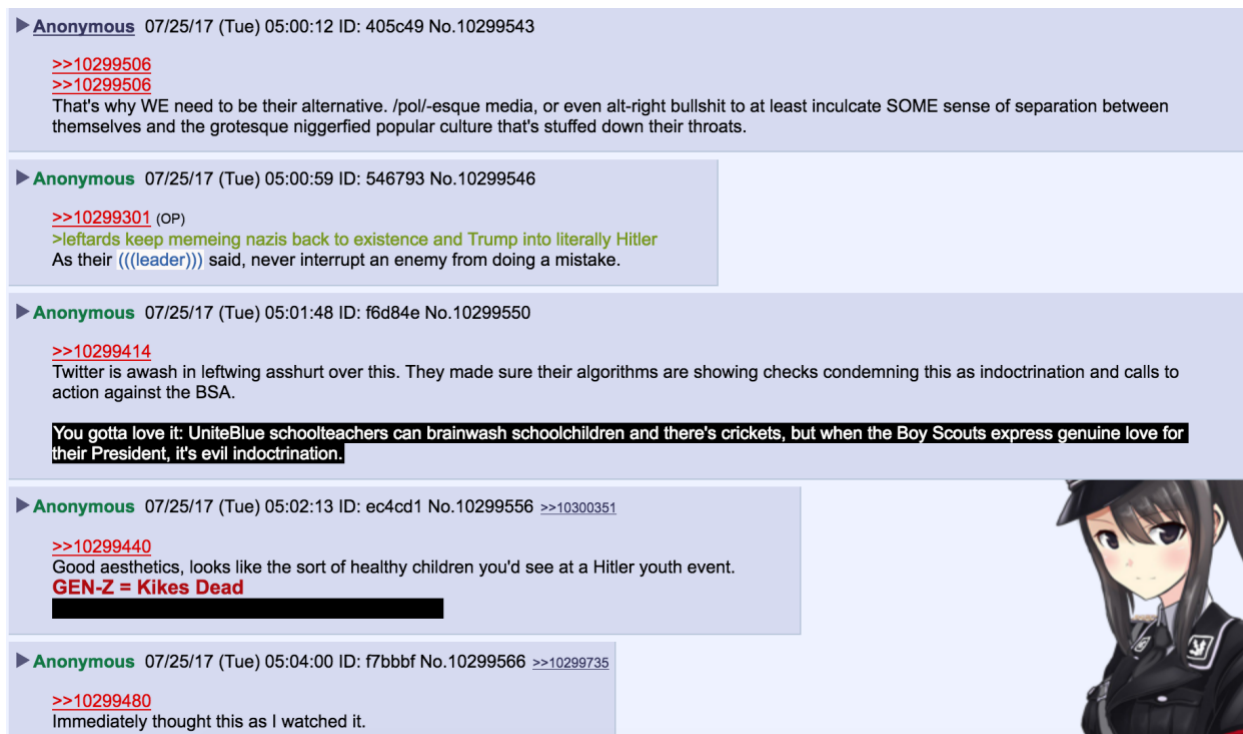 ▶Anonymous 07/25/17 (Tue) 05:00:12 ID: 405c49 No.10299543
>>10299506
>>10299506
That's why WE need to be their alternative. /pol/-esque media, or even alt-right bullshit to at least inculcate SOME sense of separation between
themselves and the grotesque niggerfied popular culture that's stuffed down their throats.
▶Anonymous 07/25/17 (Tue) 05:00:59 ID: 546793 No.10299546
>>10299301 (OP)
>leftards keep memeing nazis back to existence and Trump into literally Hitler
As their (((leader))) said, never interrupt an enemy from doing a mistake.
▶Anonymous 07/25/17 (Tue) 05:01:48 ID: f6d84e No.10299550
>>10299414
Twitter is awash in leftwing asshurt over this. They made sure their algorithms are showing checks condemning this as indoctrination and calls to
action against the BSA.
You gotta love it: UniteBlue schoolteachers can brainwash schoolchildren and there's crickets, but when the Boy Scouts express genuine love for
their President, it's evil indoctrination.
▶Anonymous 07/25/17 (Tue) 05:02:13 ID: ec4cd1 No.10299556 >>10300351
>>10299440
Good aesthetics, looks like the sort of healthy children you'd see at a Hitler youth event.
GEN-Z = Kikes Dead
▶Anonymous 07/25/17 (Tue) 05:04:00 ID: f7bbbf No.10299566 >>10299735
>>10299480
Immediately thought this as I watched it.